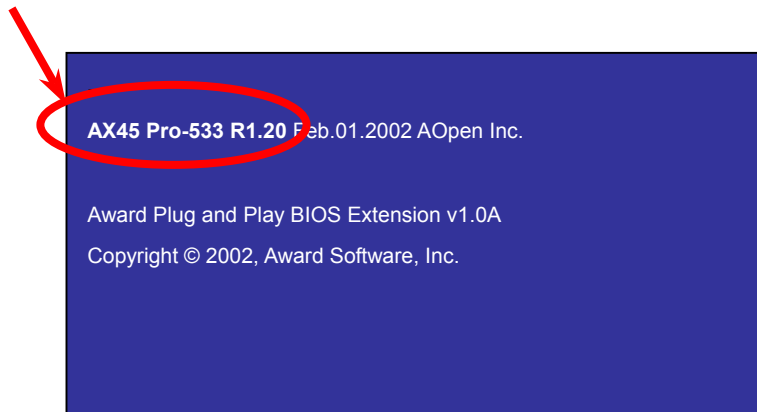 AX45 Pro-533 R1.20 Feb.01.2002 AOpen Inc.
Award Plug and Play BIOS Extension v1.0A
Copyright © 2002, Award Software, Inc.